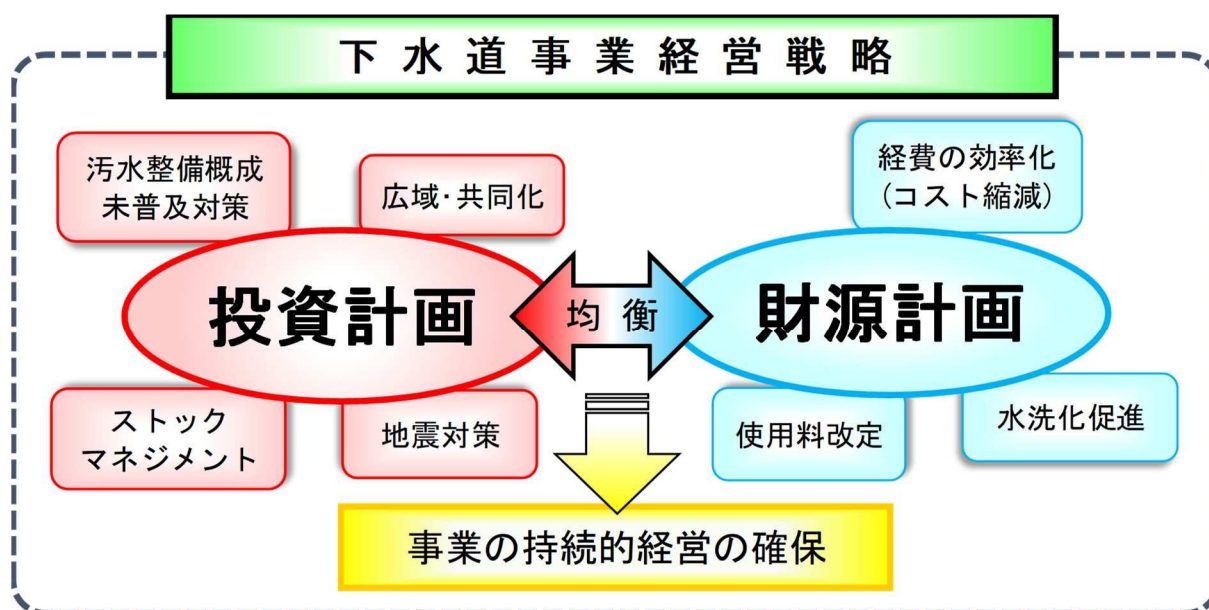 下水道事業経営戦略
汚水整備概成
未普及対策
広域・共同化
経費の効率化
(コスト縮減)
投資計画
均衡
財源計画
ストック
マネジメント
地震対策
使用料改定
水洗化促進
事業の持続的経営の確保